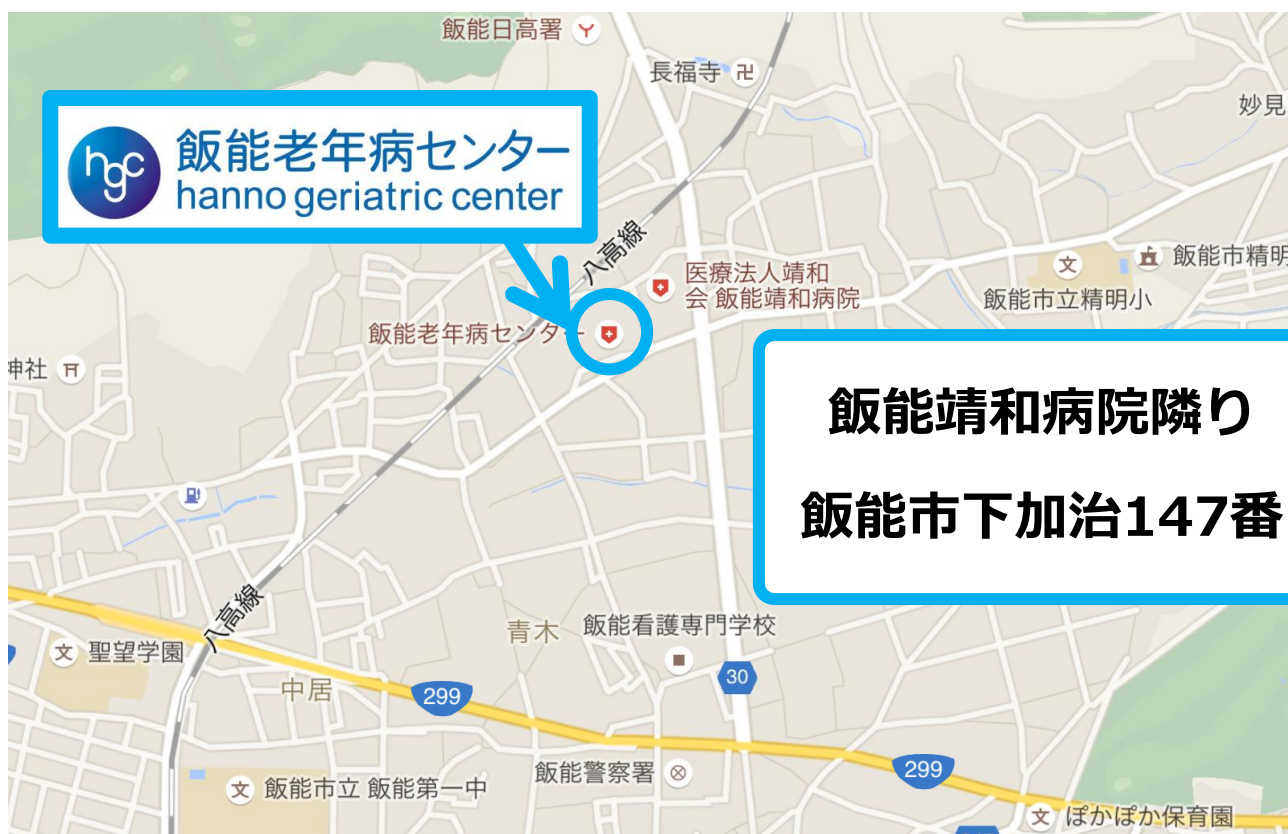 飯能日高署
長福寺
妙見
hgc
飯能老年病センター
hanno geriatric center
八高線
医療法人靖和
会 飯能靖和病院
飯能市精明
飯能市立精明小
飯能老年病センター
神社
飯能靖和病院隣り
飯能市下加治147番
八高線
青木
飯能看護専門学校
聖望学園
中居
299
30
飯能警察署
299
飯能市立 飯能第一中
ぽかぽか保育園